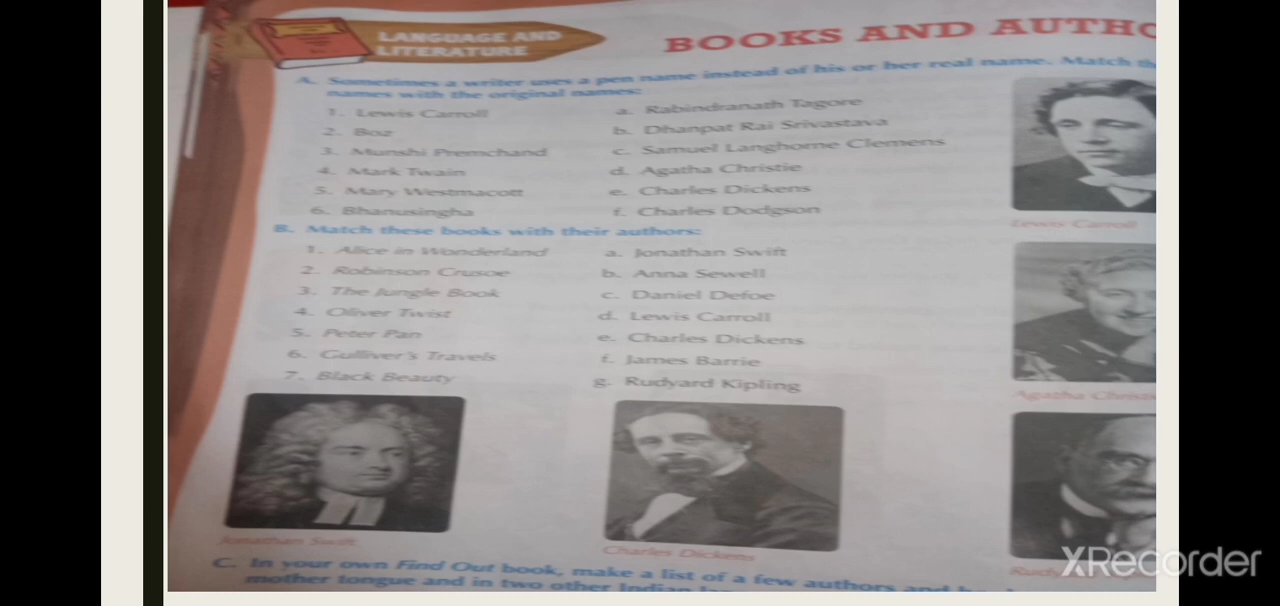 LANGUAGE AND
LITERATURE
BOOKS AND AUTHO
A. Sometimes a writer uses a pen name instead of his or her real name. Match th
names with the original names:
1. Lewis Carroll
a. Rabindranath Tagore
2. Boz
b. Dhanpat Rai Srivastava
3. Munshi Premchand
c. Samuel Langhorne Clemens
4. Mark Twain
d. Agatha Christie
5. Mary Westmacott
e. Charles Dickens
6. Bhanusingha
f. Charles Dodgson
Lewis Carroll
B. Match these books with their authors:
1. Alice in Wonderland
a. Jonathan Swift
2. Robinson Crusoe
b. Anna Sewell
3. The Jungle Book
c. Daniel Defoe
4. Oliver Twist
d. Lewis Carroll
5. Peter Pan
e. Charles Dickens
6. Gulliver's Travels
f. James Barrie
7. Black Beauty
g. Rudyard Kipling
Agatha Christ
Jonathan Swift
Charles Dickens
Rudy
C. In your own Find Out book, make a list of a few authors and
mother tongue and in two other Indian
XRecorder